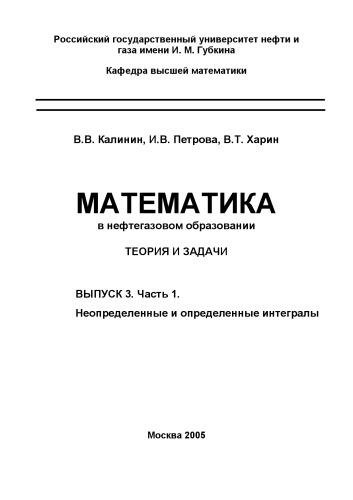 Российский государственный университет нефти и
газа имени И. М. Губкина
Кафедра высшей математики
В.В. Калинин, И.В. Петрова, В.Т. Харин
МАТЕМАТИКА
в нефтегазовом образовании
ТЕОРИЯ И ЗАДАЧИ
ВЫПУСК 3. Часть 1.
Неопределенные и определенные интегралы
Москва 2005